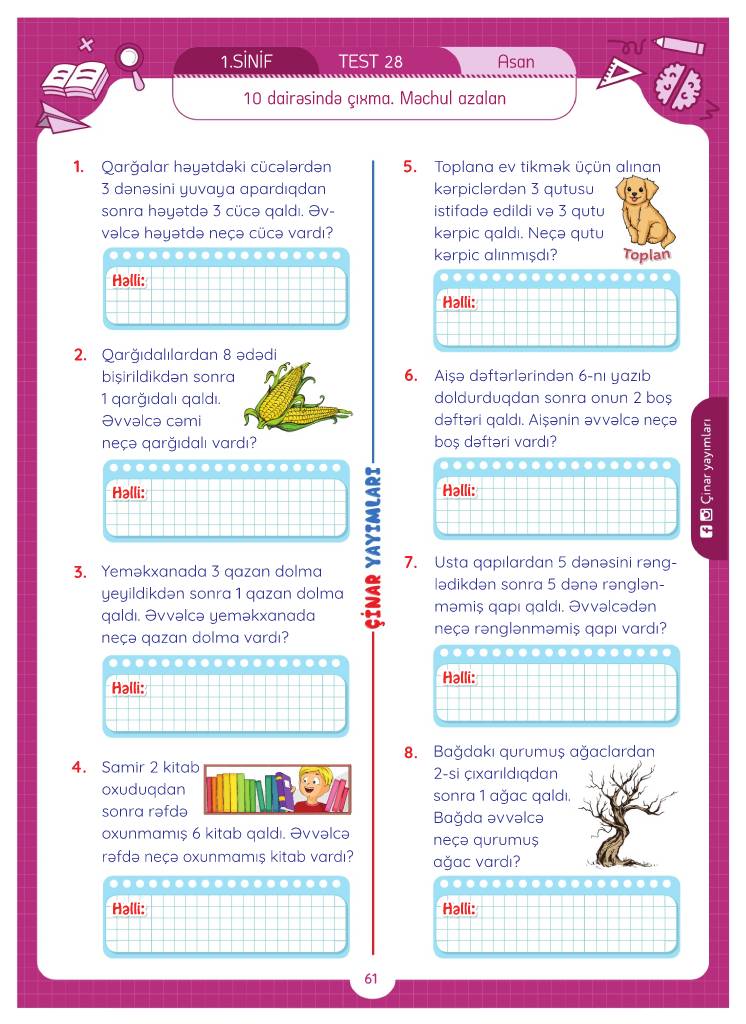 1.SİNİF
TEST 28
Asan
10 dairəsində çıxma. Məchul azalan
1. Qarğalar həyətdəki cücələrdən
3 dənəsini yuvaya apardıqdan
sonra həyətdə 3 cücə qaldı. Əv-
vəlcə həyətdə neçə cücə vardı?
Həlli:
2. Qarğıdalılardan 8 ədədi
bişirildikdən sonra
1 qarğıdalı qaldı.
Əvvəlcə cəmi
neçə qarğıdalı vardı?
Həlli:
3. Yeməkxanada 3 qazan dolma
yeyildikdən sonra 1 qazan dolma
qaldı. Əvvəlcə yeməkxanada
neçə qazan dolma vardı?
Həlli:
4. Samir 2 kitab
oxuduqdan
sonra rəfdə
oxunmamış 6 kitab qaldı. Əvvəlcə
rəfdə neçə oxunmamış kitab vardı?
Həlli:
ÇİNAR YAYIMLARI
5. Toplana ev tikmək üçün alınan
kərpiclərdən 3 qutusu
istifadə edildi və 3 qutu
kərpic qaldı. Neçə qutu
kərpic alınmışdı?
Toplan
Həlli:
6. Aişə dəftərlərindən 6-nı yazıb
doldurduqdan sonra onun 2 boş
dəftəri qaldı. Aişənin əvvəlcə neçə
boş dəftəri vardı?
Həlli:
7. Usta qapılardan 5 dənəsini rəng-
lədikdən sonra 5 dənə rənglən-
məmiş qapı qaldı. Əvvəlcədən
neçə rənglənməmiş qapı vardı?
Həlli:
8. Bağdakı qurumuş ağaclardan
2-si çıxarıldıqdan
sonra 1 ağac qaldı.
Bağda əvvəlcə
neçə qurumuş
ağac vardı?
Həlli:
Çinar yayımları
61